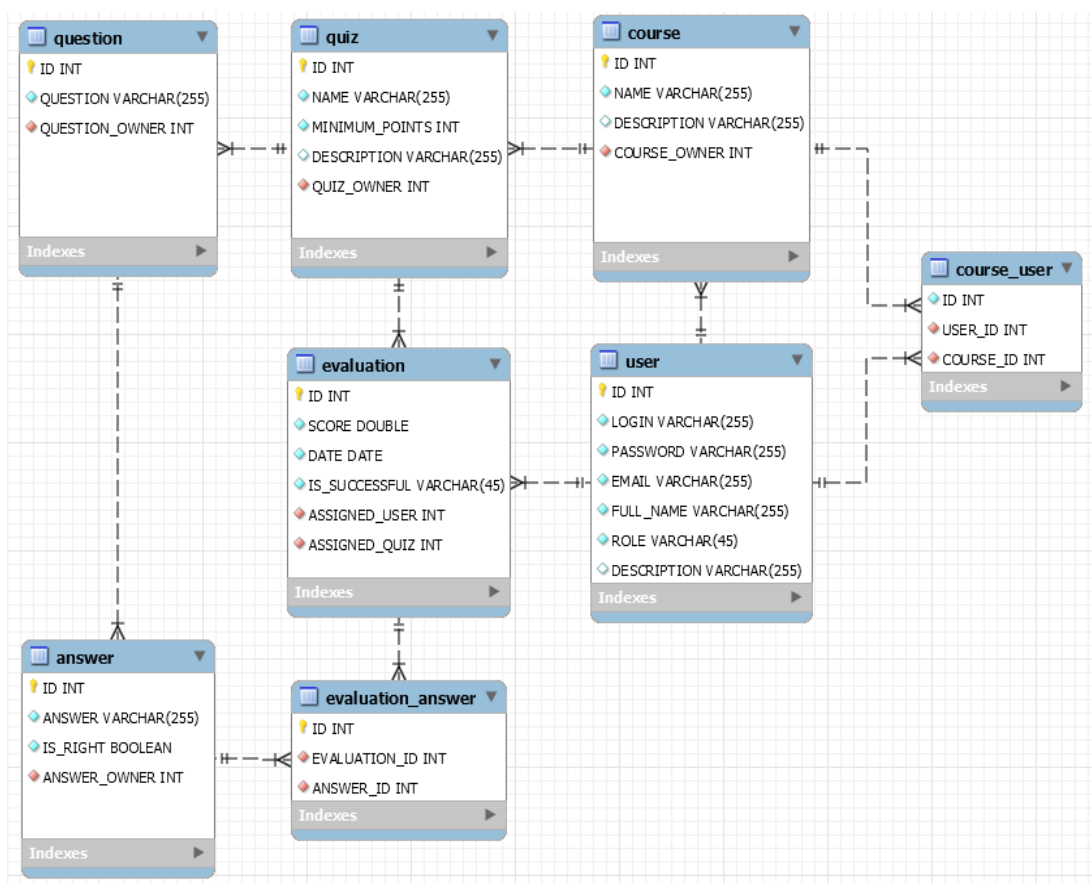 question
ID INT
QUESTION VARCHAR(255)
QUESTION_OWNER INT
Indexes
quiz
ID INT
NAME VARCHAR(255)
MINIMUM_POINTS INT
DESCRIPTION VARCHAR(255)
QUIZ_OWNER INT
Indexes
course
ID INT
NAME VARCHAR(255)
DESCRIPTION VARCHAR(255)
COURSE_OWNER INT
Indexes
course_user
ID INT
USER_ID INT
COURSE_ID INT
Indexes
evaluation
ID INT
SCORE DOUBLE
DATE DATE
IS_SUCCESSFUL VARCHAR(45)
ASSIGNED_USER INT
ASSIGNED_QUIZ INT
Indexes
user
ID INT
LOGIN VARCHAR(255)
PASSWORD VARCHAR(255)
EMAIL VARCHAR(255)
FULL_NAME VARCHAR(255)
ROLE VARCHAR(45)
DESCRIPTION VARCHAR(255)
Indexes
answer
ID INT
ANSWER VARCHAR(255)
IS_RIGHT BOOLEAN
ANSWER_OWNER INT
Indexes
evaluation_answer
ID INT
EVALUATION_ID INT
ANSWER_ID INT
Indexes